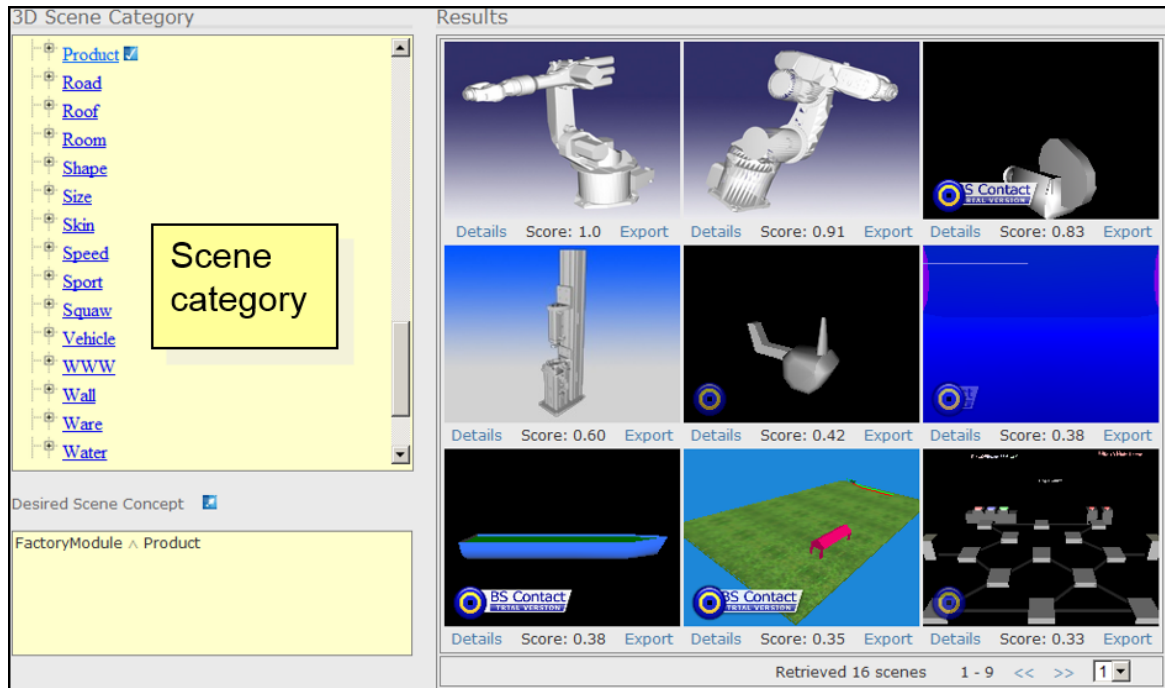 3D Scene Category
Product
Road
Roof
Room
Shape
Size
Skin
Speed
Sport
Squaw
Vehicle
WWW
Wall
Ware
Water
Scene
category
Desired Scene Concept
FactoryModule ∧ Product
Results
S Contact
RIAL VERSION
Details Score: 1.0 Export Details Score: 0.91 Export Details Score: 0.83 Export
Details Score: 0.60 Export Details Score: 0.42 Export Details Score: 0.38 Export
BS Contact
TRIAL VERSION
BS Contact
TRIAL VERSION
Details Score: 0.38 Export Details Score: 0.35 Export Details Score: 0.33 Export
Retrieved 16 scenes 1 - 9 << >> 1